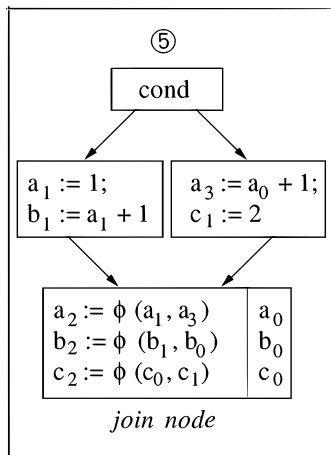 ⑤
cond
a₁ := 1;
b₁ := a₁ + 1
a₃ := a₀ + 1;
c₁ := 2
a₂ := ϕ (a₁, a₃) a₀
b₂ := ϕ (b₁, b₀) b₀
c₂ := ϕ (c₀, c₁) c₀
join node